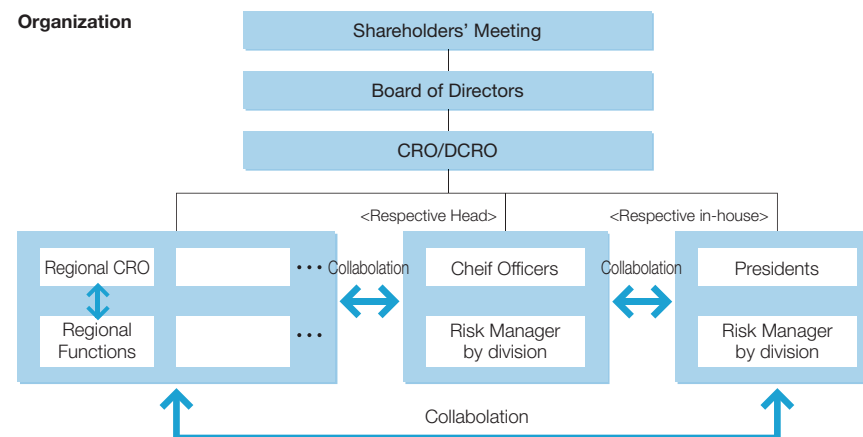 Organization
Shareholders' Meeting
Board of Directors
CRO/DCRO
<Respective Head>
<Respective in-house>
Regional CRO
• • •
Collabolation
Cheif Officers
Collabolation
Presidents
Regional
Functions
• • •
Risk Manager
by division
Risk Manager
by division
Collabolation